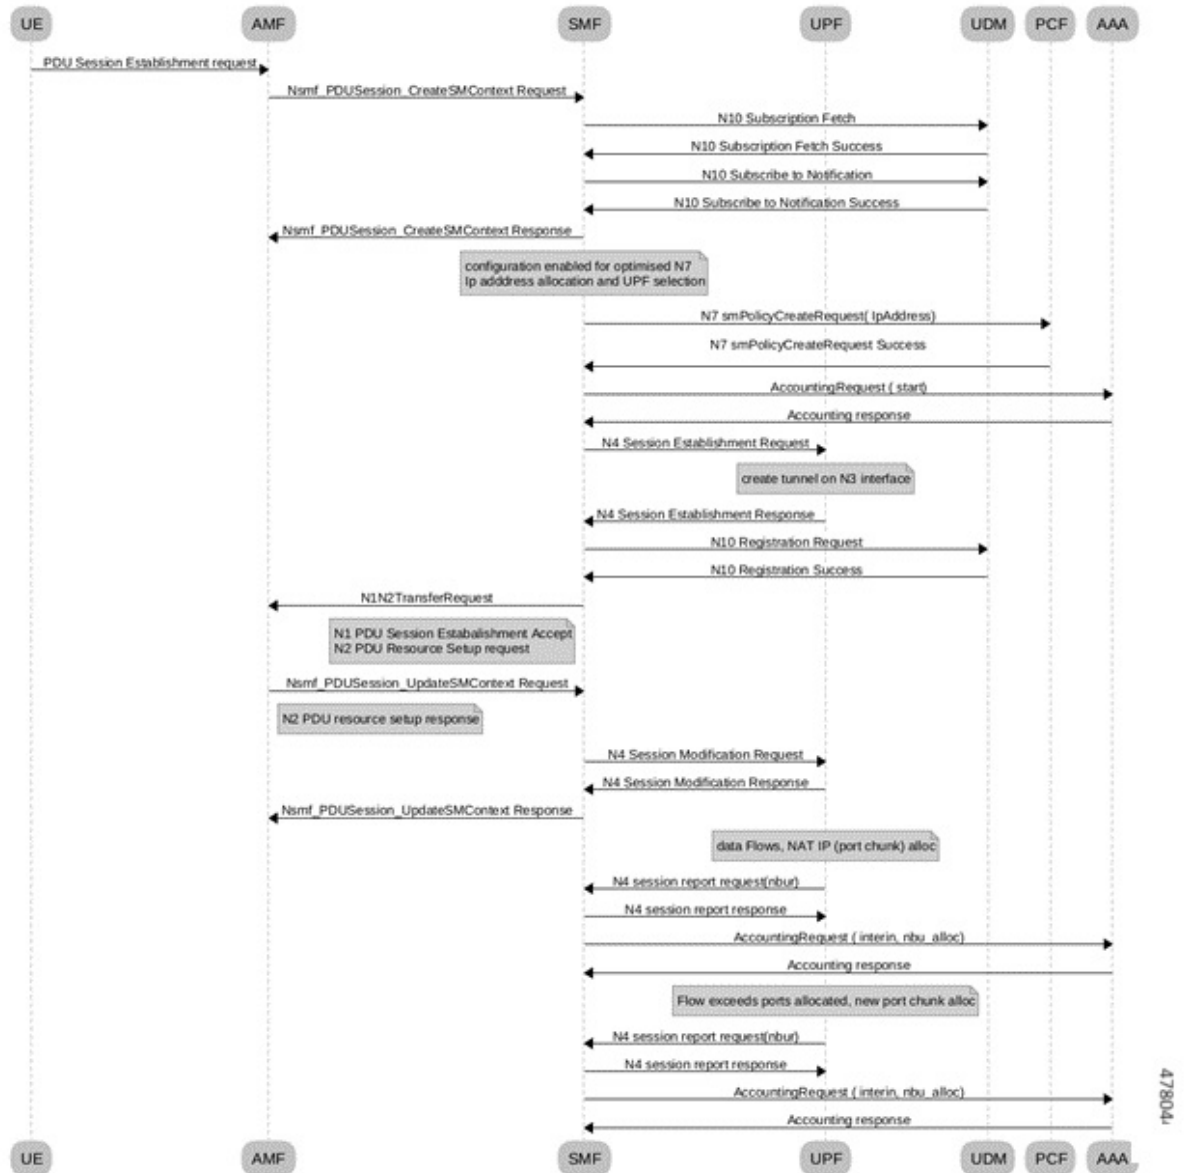 UE AMF SMF UPF UDM PCF AAA
PDU Session Establishment request
Nsmf_PDUSession_CreateSMContext Request
N10 Subscription Fetch
N10 Subscription Fetch Success
N10 Subscribe to Notification
N10 Subscribe to Notification Success
Nsmf_PDUSession_CreateSMContext Response
configuration enabled for optimised N7
Ip adddress allocation and UPF selection
N7 smPolicyCreateRequest( IpAddress)
N7 smPolicyCreateRequest Success
AccountingRequest ( start)
Accounting response
N4 Session Establishment Request
create tunnel on N3 interface
N4 Session Establishment Response
N10 Registration Request
N10 Registration Success
N1N2TransferRequest
N1 PDU Session Estabalishment Accept
N2 PDU Resource Setup request
Nsmf_PDUSession_UpdateSMContext Request
N2 PDU resource setup response
N4 Session Modification Request
N4 Session Modification Response
Nsmf_PDUSession_UpdateSMContext Response
data Flows, NAT IP (port chunk) alloc
N4 session report request(nbur)
N4 session report response
AccountingRequest ( interin, nbu_alloc)
Accounting response
Flow exceeds ports allocated, new port chunk alloc
N4 session report request(nbur)
N4 session report response
AccountingRequest ( interin, nbu_alloc)
Accounting response
UE AMF SMF UPF UDM PCF AAA